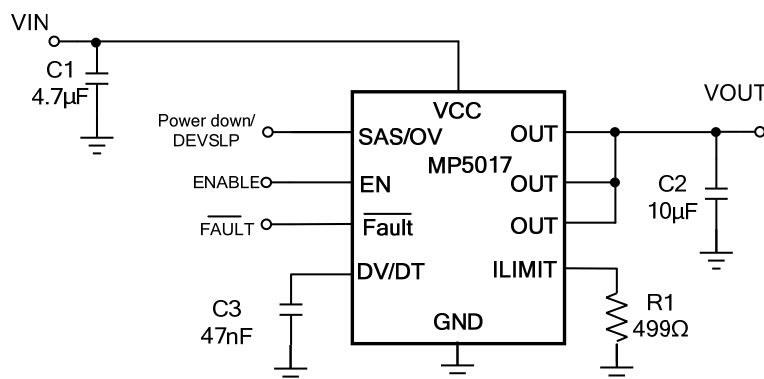 VIN
C1
4.7µF
Power down/
DEVSLP
ENABLE
FAULT
C3
47nF
VCC
SAS/OV
MP5017
EN
Fault
DV/DT
GND
OUT
OUT
OUT
ILIMIT
VOUT
C2
10µF
R1
499Ω